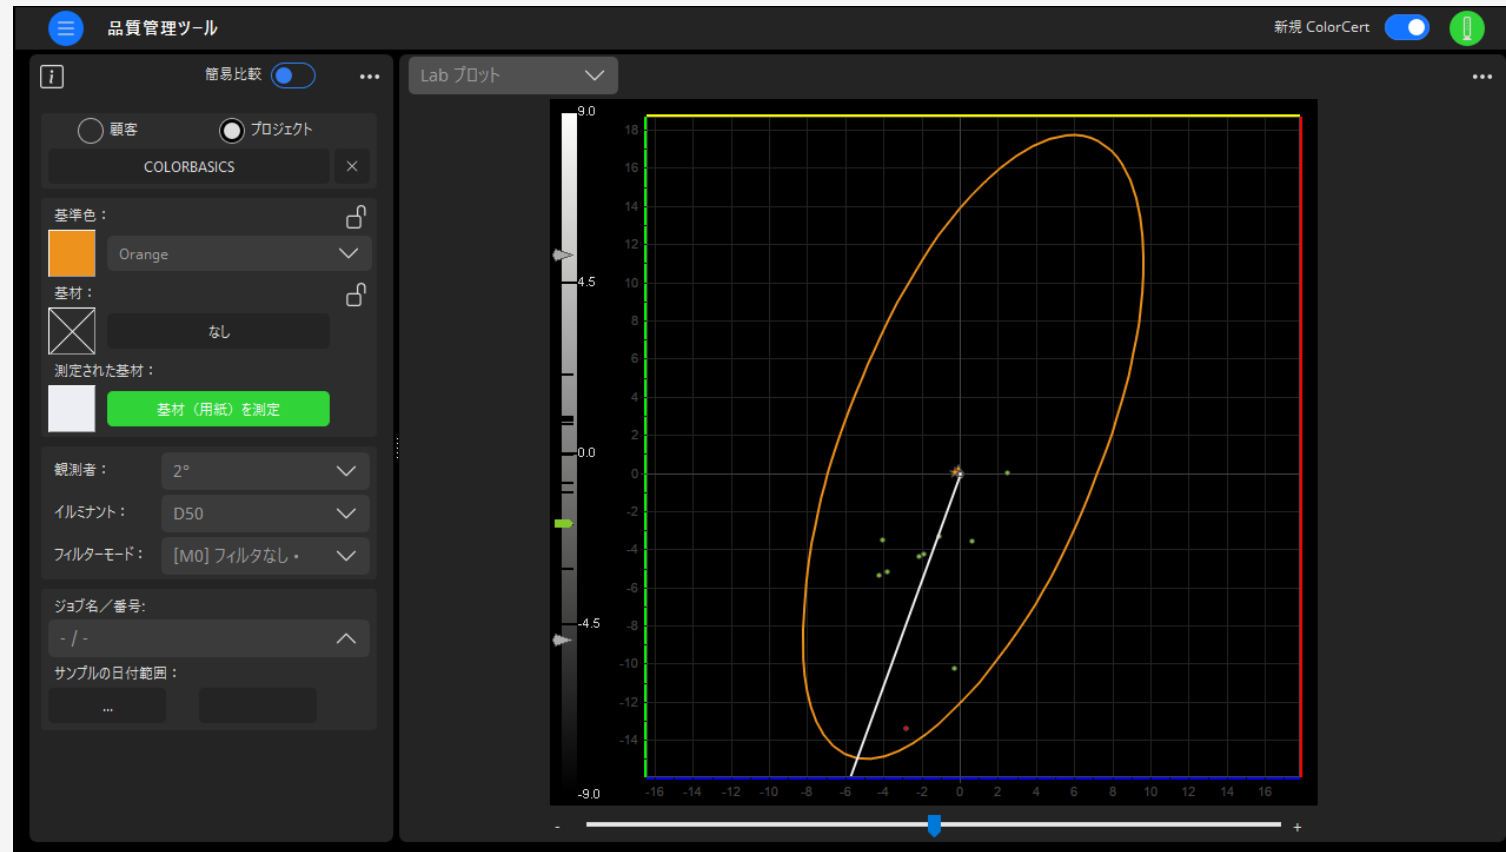 品質管理ツール
新規 ColorCert
i
簡易比較
顧客
プロジェクト
COLORBASICS
基準色：
Orange
基材：
なし
測定された基材：
基材（用紙）を測定
観測者：
2°
イルミナント：
D50
フィルターモード：
[M0] フィルタなし •
ジョブ名／番号:
- / -
サンプルの日付範囲：
...
Lab プロット
9.0
4.5
0.0
-4.5
-9.0
18
16
14
12
10
8
6
4
2
0
-2
-4
-6
-8
-10
-12
-14
-16 -14 -12 -10 -8 -6 -4 -2 0 2 4 6 8 10 12 14 16
- +